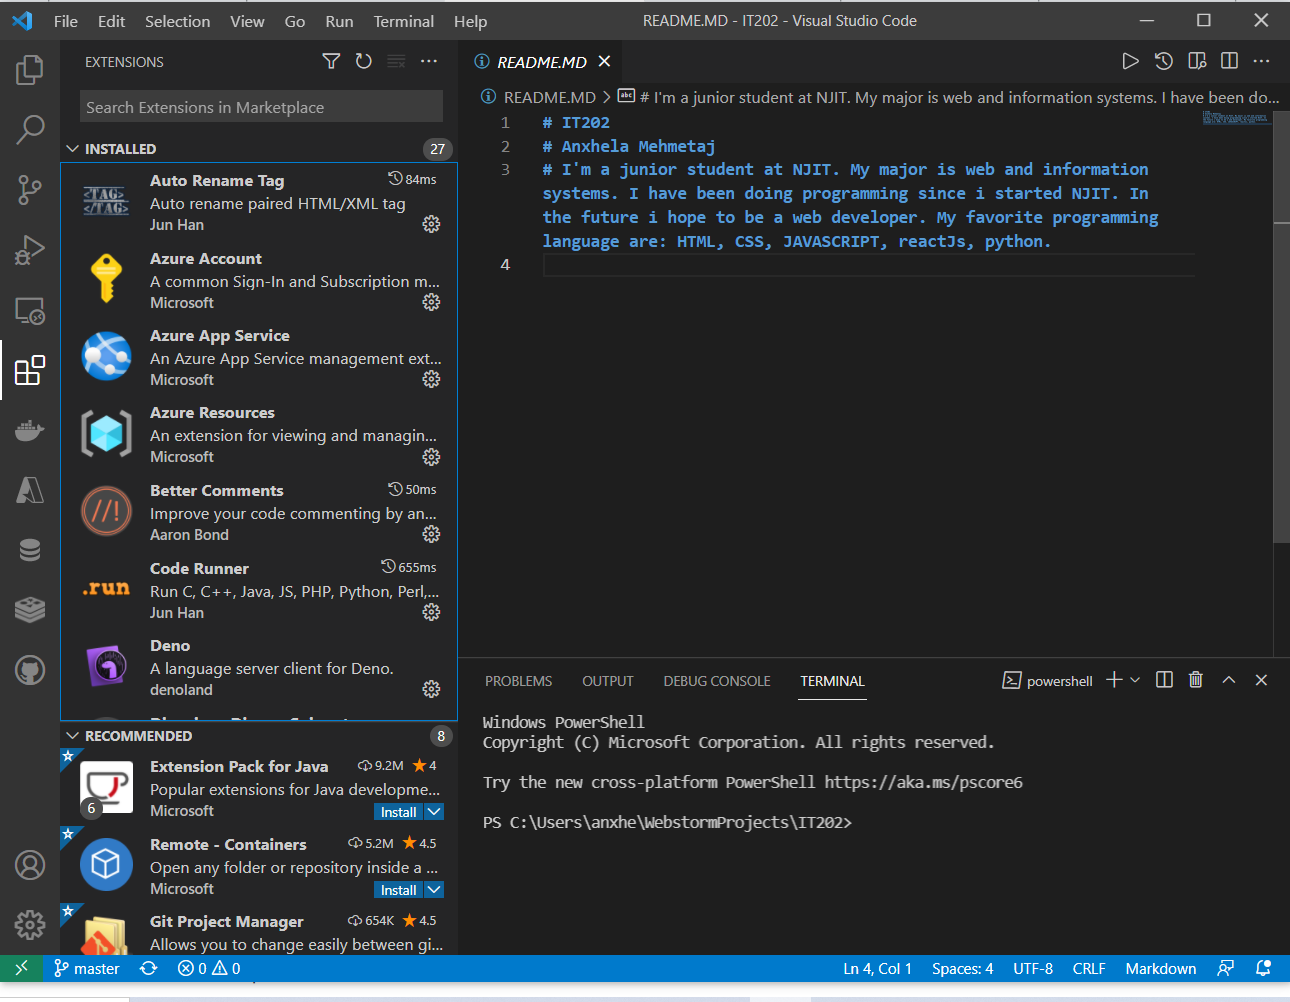 File Edit Selection View Go Run Terminal Help README.MD - IT202 - Visual Studio Code
EXTENSIONS
Search Extensions in Marketplace
INSTALLED 27
<TAG>
<TAG>
Auto Rename Tag 84ms
Auto rename paired HTML/XML tag
Jun Han
Azure Account
A common Sign-In and Subscription m...
Microsoft
Azure App Service
An Azure App Service management ext...
Microsoft
Azure Resources
An extension for viewing and managin...
Microsoft
//!
Better Comments 50ms
Improve your code commenting by an...
Aaron Bond
.run
Code Runner 655ms
Run C, C++, Java, JS, PHP, Python, Perl,...
Jun Han
Deno
A language server client for Deno.
denoland
RECOMMENDED 8
6
Extension Pack for Java 9.2M 4
Popular extensions for Java developme...
Microsoft Install
Remote - Containers 5.2M 4.5
Open any folder or repository inside a ...
Microsoft Install
Git Project Manager 654K 4.5
Allows you to change easily between gi...
README.MD
README.MD > abc # I'm a junior student at NJIT. My major is web and information systems. I have been do...
1 # IT202
2 # Anxhela Mehmetaj
3 # I'm a junior student at NJIT. My major is web and information
systems. I have been doing programming since i started NJIT. In
the future i hope to be a web developer. My favorite programming
language are: HTML, CSS, JAVASCRIPT, reactJs, python.
4
PROBLEMS OUTPUT DEBUG CONSOLE TERMINAL powershell
Windows PowerShell
Copyright (C) Microsoft Corporation. All rights reserved.
Try the new cross-platform PowerShell https://aka.ms/pscore6
PS C:\Users\anxhe\WebstormProjects\IT202>
master 0 0 Ln 4, Col 1 Spaces: 4 UTF-8 CRLF Markdown